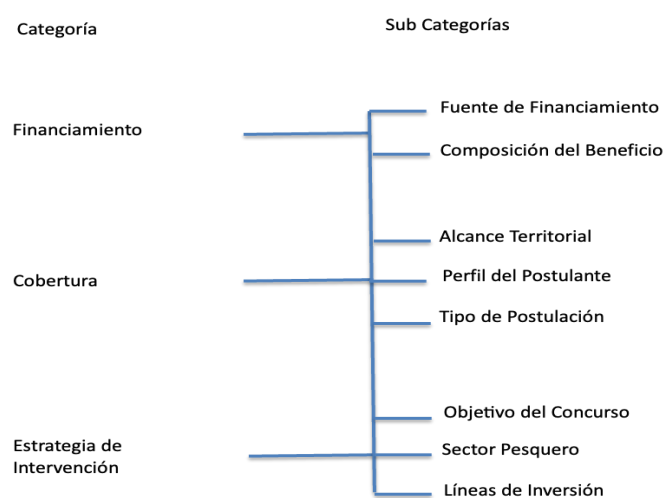 Categoría
Sub Categorías
Financiamiento
Fuente de Financiamiento
Composición del Beneficio
Cobertura
Alcance Territorial
Perfil del Postulante
Tipo de Postulación
Estrategia de
Intervención
Objetivo del Concurso
Sector Pesquero
Líneas de Inversión